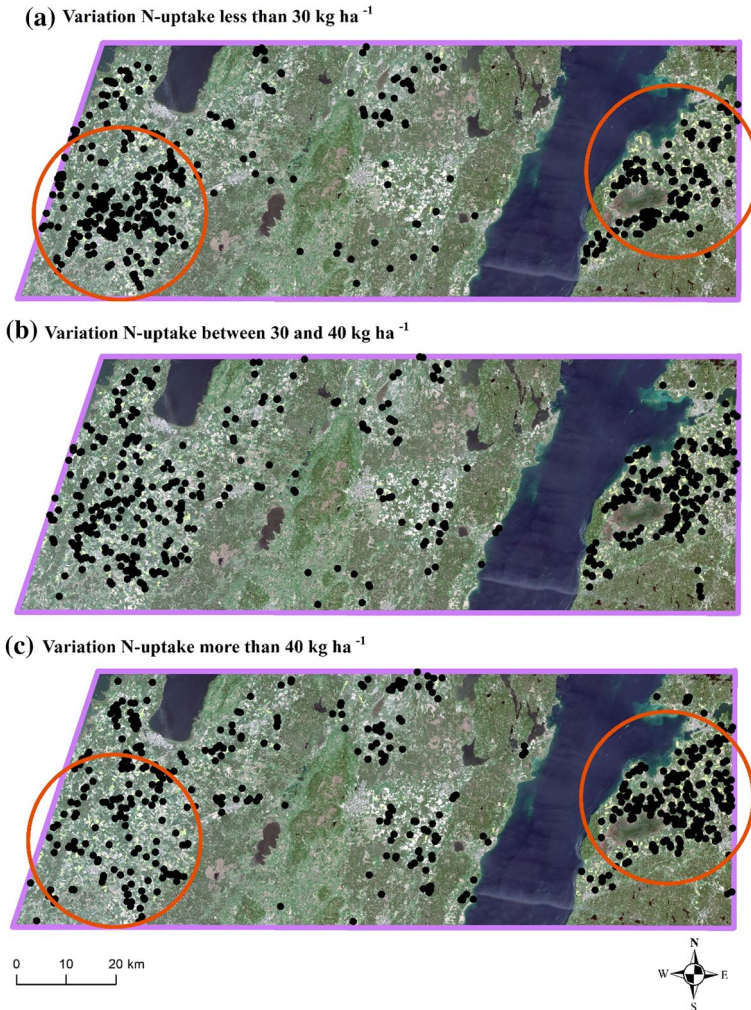 (a) Variation N-uptake less than 30 kg ha -1
(b) Variation N-uptake between 30 and 40 kg ha -1
(c) Variation N-uptake more than 40 kg ha -1
0 10 20 km
N
W E
S